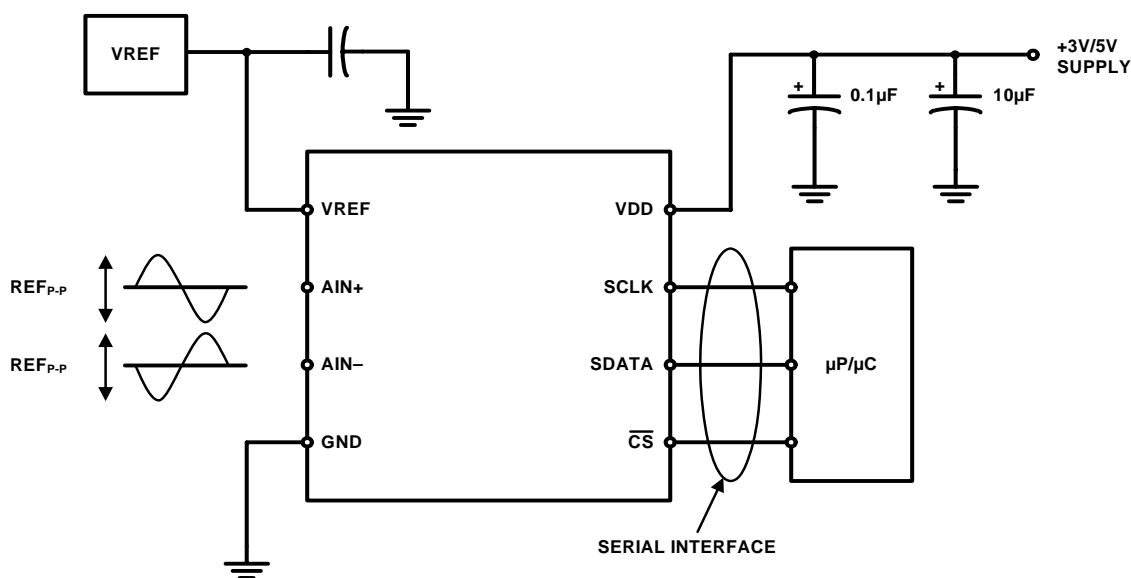 VREF
+3V/5V
SUPPLY
+
0.1µF
+
10µF
VREF
VDD
REFP-P
AIN+
SCLK
REFP-P
AIN–
SDATA
µP/µC
GND
CS
SERIAL INTERFACE